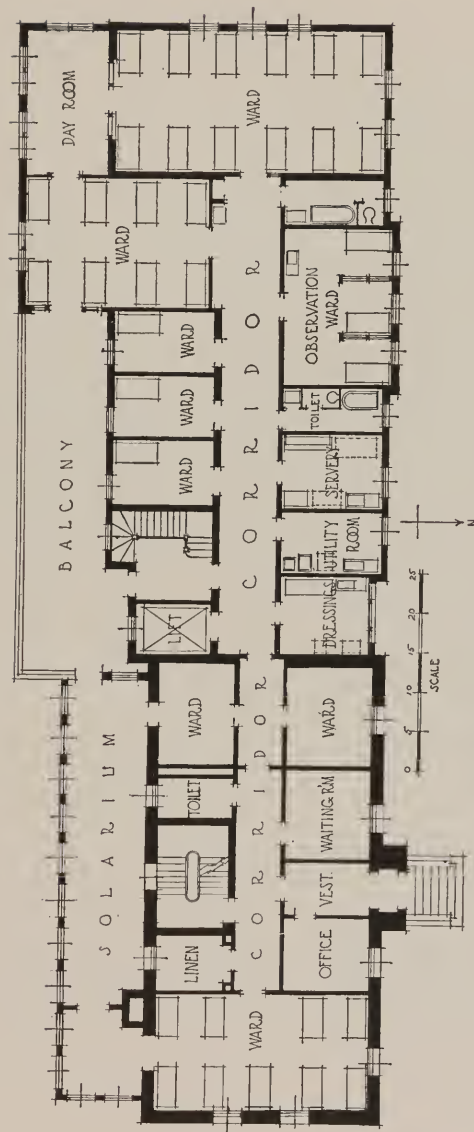 SOLARIUM
BALCONY
DAY ROOM
LINEN
TOILET
WARD
LIFT
WARD
WARD
WARD
WARD
WARD
CORRIDOR
CORRIDOR
WARD
OFFICE
VEST.
WAITING R'M
WARD
DRESSINGS
UTILITY
ROOM
SERVERY
TOILET
OBSERVATION
WARD
0 5 10 15 20 25
SCALE
N